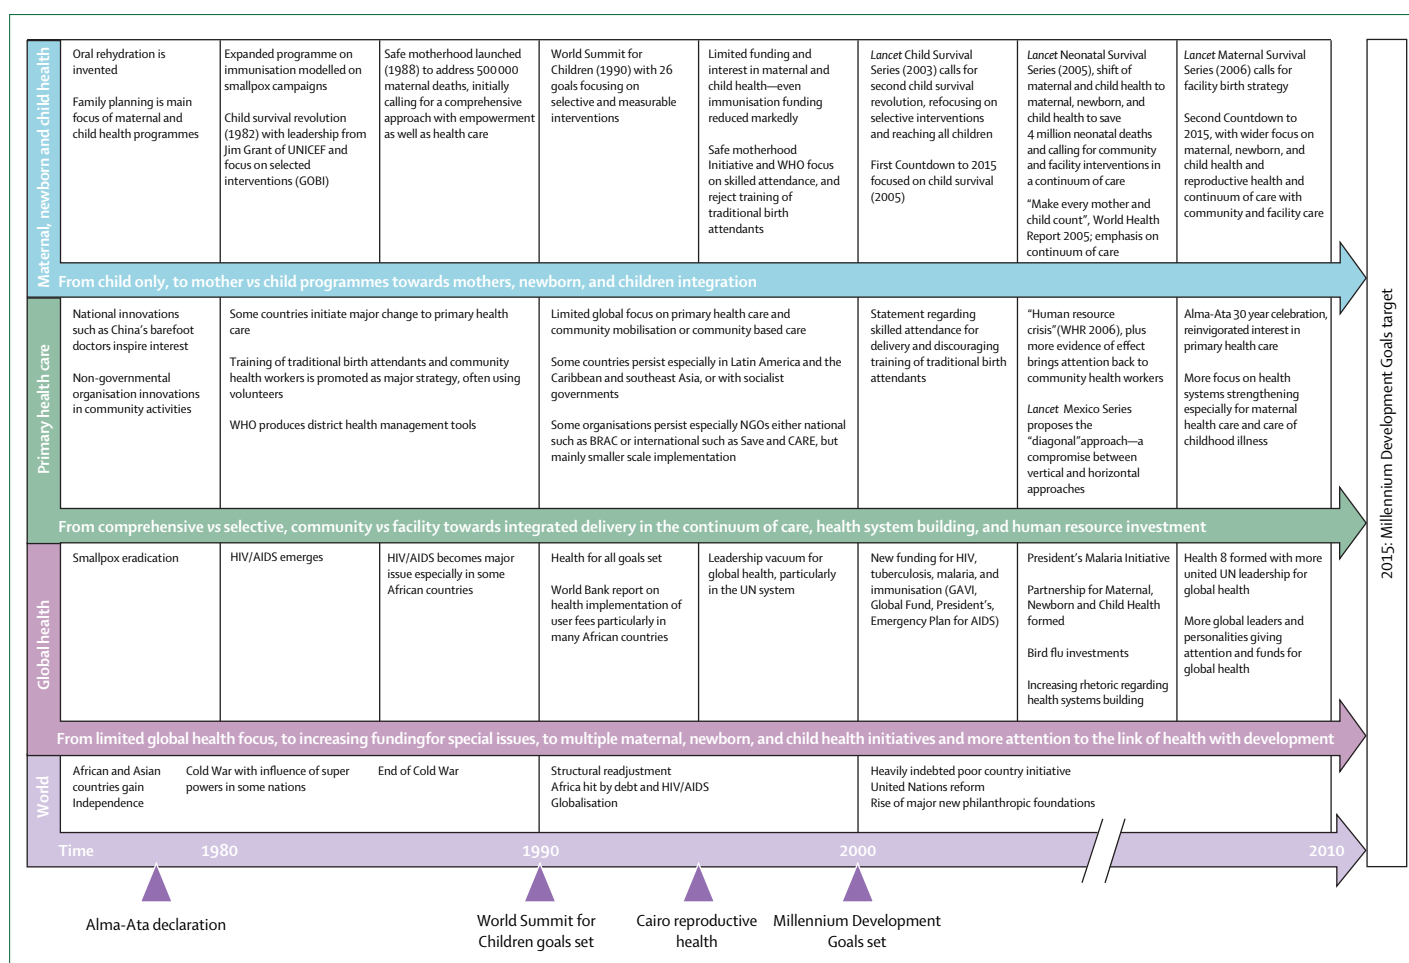 Maternal, newborn and child health
Oral rehydration is
invented
Family planning is main
focus of maternal and
child health programmes
Expanded programme on
immunisation modelled on
smallpox campaigns
Child survival revolution
(1982) with leadership from
Jim Grant of UNICEF and
focus on selected
interventions (GOBI)
Safe motherhood launched
(1988) to address 500 000
maternal deaths, initially
calling for a comprehensive
approach with empowerment
as well as health care
World Summit for
Children (1990) with 26
goals focusing on
selective and measurable
interventions
Limited funding and
interest in maternal and
child health—even
immunisation funding
reduced markedly
Safe motherhood
Initiative and WHO focus
on skilled attendance, and
reject training of
traditional birth
attendants
Lancet Child Survival
Series (2003) calls for
second child survival
revolution, refocusing on
selective interventions
and reaching all children
First Countdown to 2015
focused on child survival
(2005)
Lancet Neonatal Survival
Series (2005), shift of
maternal and child health to
maternal, newborn, and
child health to save
4 million neonatal deaths
and calling for community
and facility interventions in
a continuum of care
“Make every mother and
child count”, World Health
Report 2005; emphasis on
continuum of care
Lancet Maternal Survival
Series (2006) calls for
facility birth strategy
Second Countdown to
2015, with wider focus on
maternal, newborn, and
child health and
reproductive health and
continuum of care with
community and facility care
From child only, to mother vs child programmes towards mothers, newborn, and children integration
Primary health care
National innovations
such as China’s barefoot
doctors inspire interest
Non-governmental
organisation innovations
in community activities
Some countries initiate major change to primary health
care
Training of traditional birth attendants and community
health workers is promoted as major strategy, often using
volunteers
WHO produces district health management tools
Limited global focus on primary health care and
community mobilisation or community based care
Some countries persist especially in Latin America and the
Caribbean and southeast Asia, or with socialist
governments
Some organisations persist especially NGOs either national
such as BRAC or international such as Save and CARE, but
mainly smaller scale implementation
Statement regarding
skilled attendance for
delivery and discouraging
training of traditional birth
attendants
“Human resource
crisis”(WHR 2006), plus
more evidence of effect
brings attention back to
community health workers
Lancet Mexico Series
proposes the
“diagonal”approach—a
compromise between
vertical and horizontal
approaches
Alma-Ata 30 year celebration,
reinvigorated interest in
primary health care
More focus on health
systems strengthening
especially for maternal
health care and care of
childhood illness
From comprehensive vs selective, community vs facility towards integrated delivery in the continuum of care, health system building, and human resource investment
Global health
Smallpox eradication
HIV/AIDS emerges
HIV/AIDS becomes major
issue especially in some
African countries
Health for all goals set
World Bank report on
health implementation of
user fees particularly in
many African countries
Leadership vacuum for
global health, particularly
in the UN system
New funding for HIV,
tuberculosis, malaria, and
immunisation (GAVI,
Global Fund, President’s,
Emergency Plan for AIDS)
President’s Malaria Initiative
Partnership for Maternal,
Newborn and Child Health
formed
Bird flu investments
Increasing rhetoric regarding
health systems building
Health 8 formed with more
united UN leadership for
global health
More global leaders and
personalities giving
attention and funds for
global health
From limited global health focus, to increasing fundingfor special issues, to multiple maternal, newborn, and child health initiatives and more attention to the link of health with development
World
African and Asian
countries gain
Independence
Cold War with influence of super
powers in some nations
End of Cold War
Structural readjustment
Africa hit by debt and HIV/AIDS
Globalisation
Heavily indebted poor country initiative
United Nations reform
Rise of major new philanthropic foundations
Time 1980 1990 2000 2010
Alma-Ata declaration
World Summit for
Children goals set
Cairo reproductive
health
Millennium Development
Goals set
2015: Millennium Development Goals target